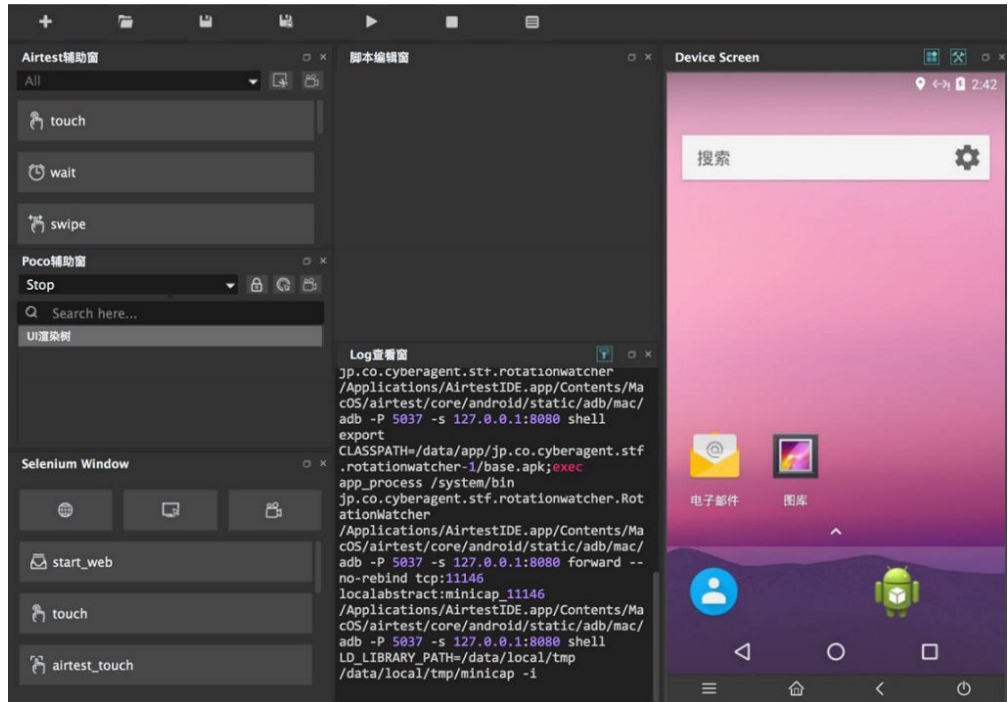 Airtest辅助窗
All
touch
wait
swipe
Poco辅助窗
Stop
Search here...
UI渲染树
Selenium Window
start_web
touch
airtest_touch
脚本编辑窗
Log查看窗
jp.co.cyberagent.stf.rotationwatcher
/Applications/AirtestIDE.app/Contents/Ma
cOS/airtest/core/android/static/adb/mac/
adb -P 5037 -s 127.0.0.1:8080 shell
export
CLASSPATH=/data/app/jp.co.cyberagent.stf
.rotationwatcher-1/base.apk;exec
app_process /system/bin
jp.co.cyberagent.stf.rotationwatcher.Rot
ationWatcher
/Applications/AirtestIDE.app/Contents/Ma
cOS/airtest/core/android/static/adb/mac/
adb -P 5037 -s 127.0.0.1:8080 forward --
no-rebind tcp:11146
localabstract:minicap_11146
/Applications/AirtestIDE.app/Contents/Ma
cOS/airtest/core/android/static/adb/mac/
adb -P 5037 -s 127.0.0.1:8080 shell
LD_LIBRARY_PATH=/data/local/tmp
/data/local/tmp/minicap -i
Device Screen
2:42
搜索
电子邮件
图库